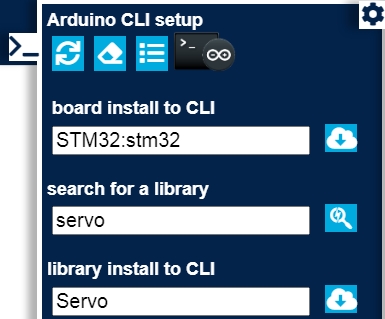 Arduino CLI setup
board install to CLI
STM32:stm32
search for a library
servo
library install to CLI
Servo